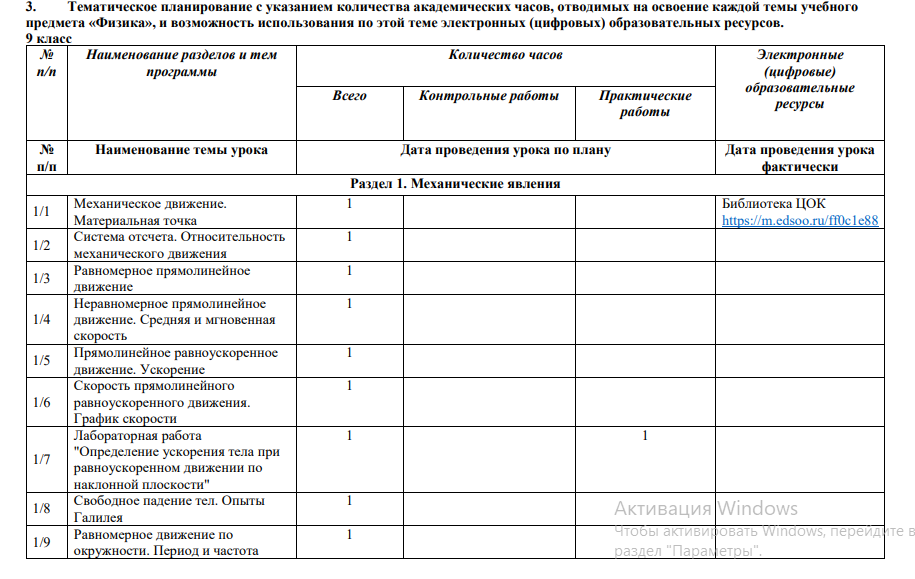 3. Тематическое планирование с указанием количества академических часов, отводимых на освоение каждой темы учебного
предмета «Физика», и возможность использования по этой теме электронных (цифровых) образовательных ресурсов.
9 класс
№
п/п
Наименование разделов и тем
программы
Количество часов
Электронные
(цифровые)
образовательные
ресурсы
Всего
Контрольные работы
Практические
работы
№
п/п
Наименование темы урока
Дата проведения урока по плану
Дата проведения урока
фактически
Раздел 1. Механические явления
1/1
Механическое движение.
Материальная точка
1
Библиотека ЦОК
https://m.edsoo.ru/ff0c1e88
1/2
Система отсчета. Относительность
механического движения
1
1/3
Равномерное прямолинейное
движение
1
1/4
Неравномерное прямолинейное
движение. Средняя и мгновенная
скорость
1
1/5
Прямолинейное равноускоренное
движение. Ускорение
1
1/6
Скорость прямолинейного
равноускоренного движения.
График скорости
1
1/7
Лабораторная работа
"Определение ускорения тела при
равноускоренном движении по
наклонной плоскости"
1
1
1/8
Свободное падение тел. Опыты
Галилея
1
1/9
Равномерное движение по
окружности. Период и частота
1
Активация Windows
Чтобы активировать Windows, перейдите в
раздел "Параметры".